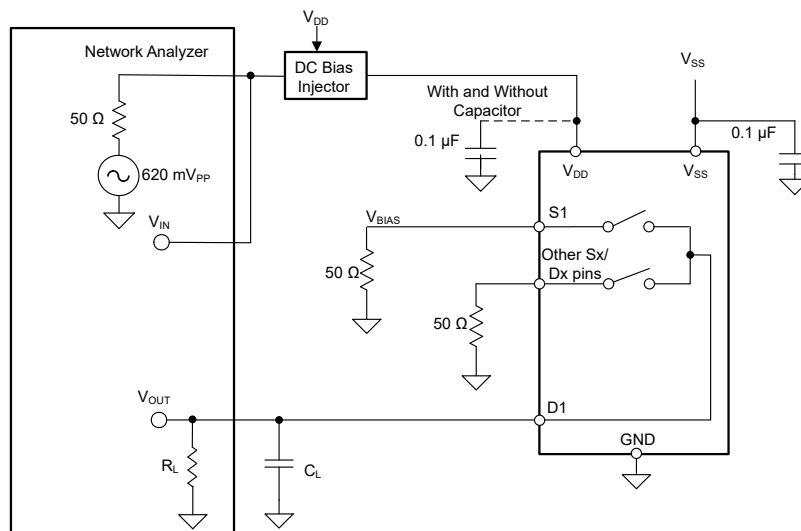 V_DD
Network Analyzer
DC Bias
Injector
V_SS
With and Without
Capacitor
50 Ω
0.1 µF
0.1 µF
620 mV_PP
V_DD
V_SS
V_IN
V_BIAS
S1
50 Ω
Other Sx/
Dx pins
50 Ω
V_OUT
D1
GND
R_L
C_L